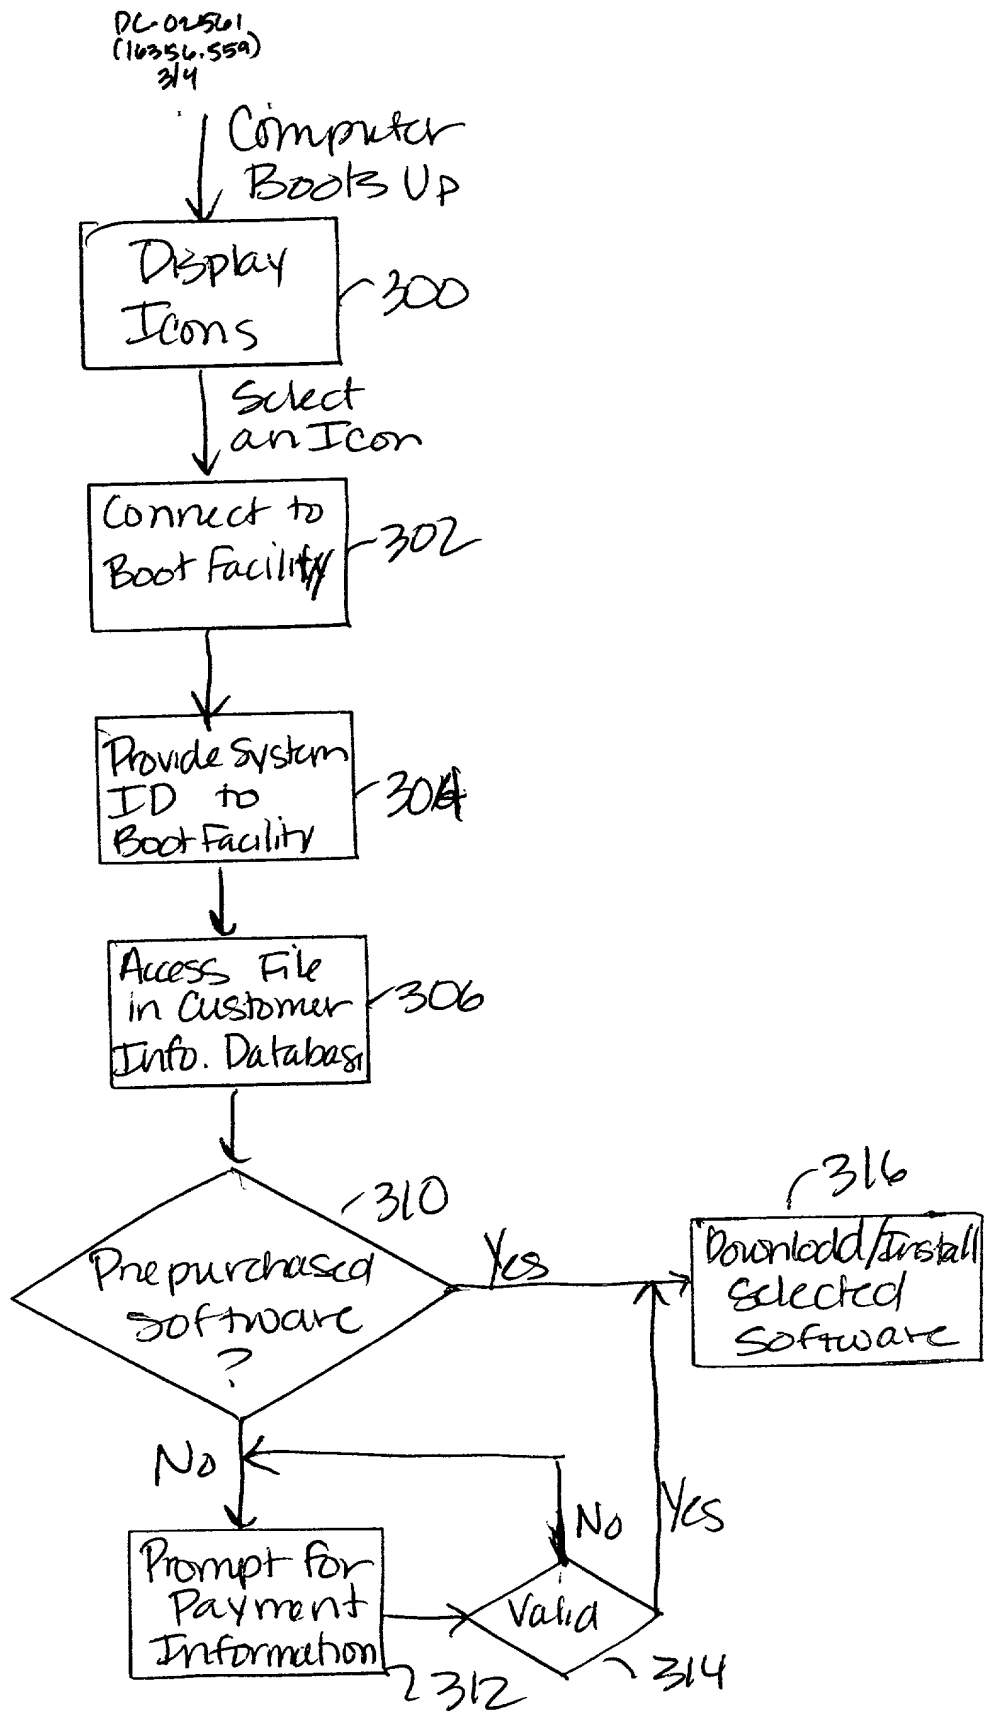 DC-02561
(16356.559)
3/4
Computer
Boots Up
Display
Icons
300
Select
an Icon
Connect to
Boot Facility
302
Provide System
ID to
Boot Facility
304
Access File
in Customer
Info. Database
306
310
Prepurchased
software
?
Yes
316
Download/Install
selected
software
No
No
Yes
Prompt for
Payment
Information
312
Valid
314